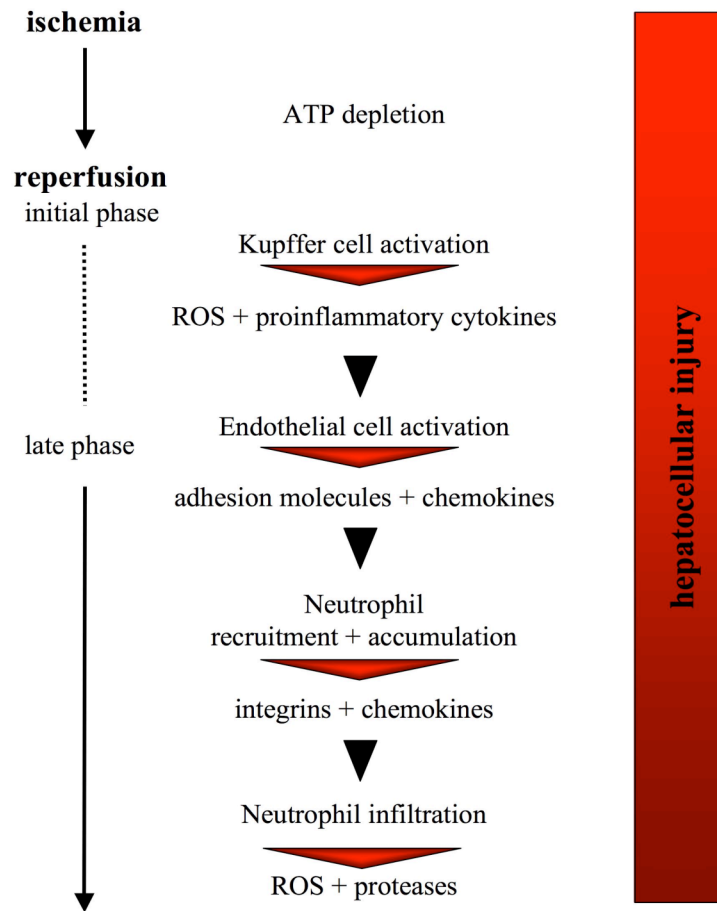 ischemia
ATP depletion
reperfusion
initial phase
Kupffer cell activation
ROS + proinflammatory cytokines
Endothelial cell activation
late phase
adhesion molecules + chemokines
Neutrophil
recruitment + accumulation
integrins + chemokines
Neutrophil infiltration
ROS + proteases
hepatocellular injury